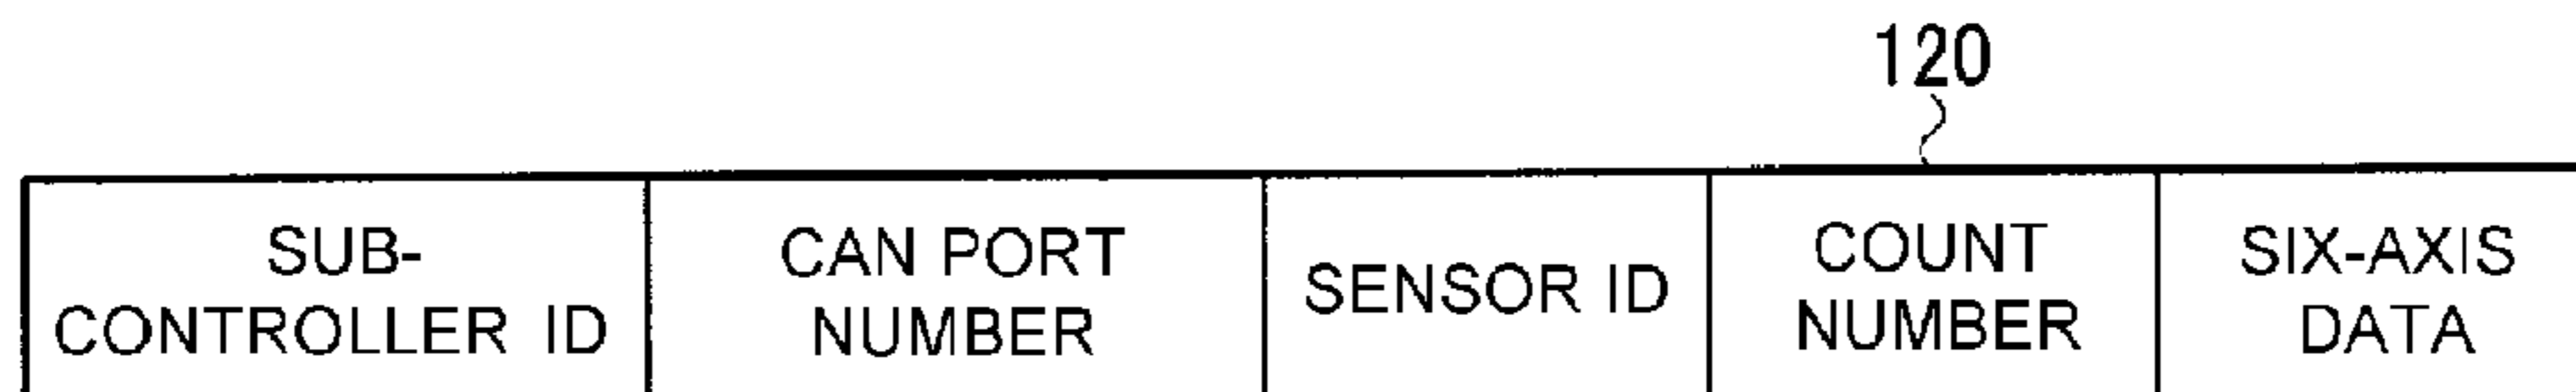 120
SUB-
CONTROLLER ID
CAN PORT
NUMBER
SENSOR ID
COUNT
NUMBER
SIX-AXIS
DATA